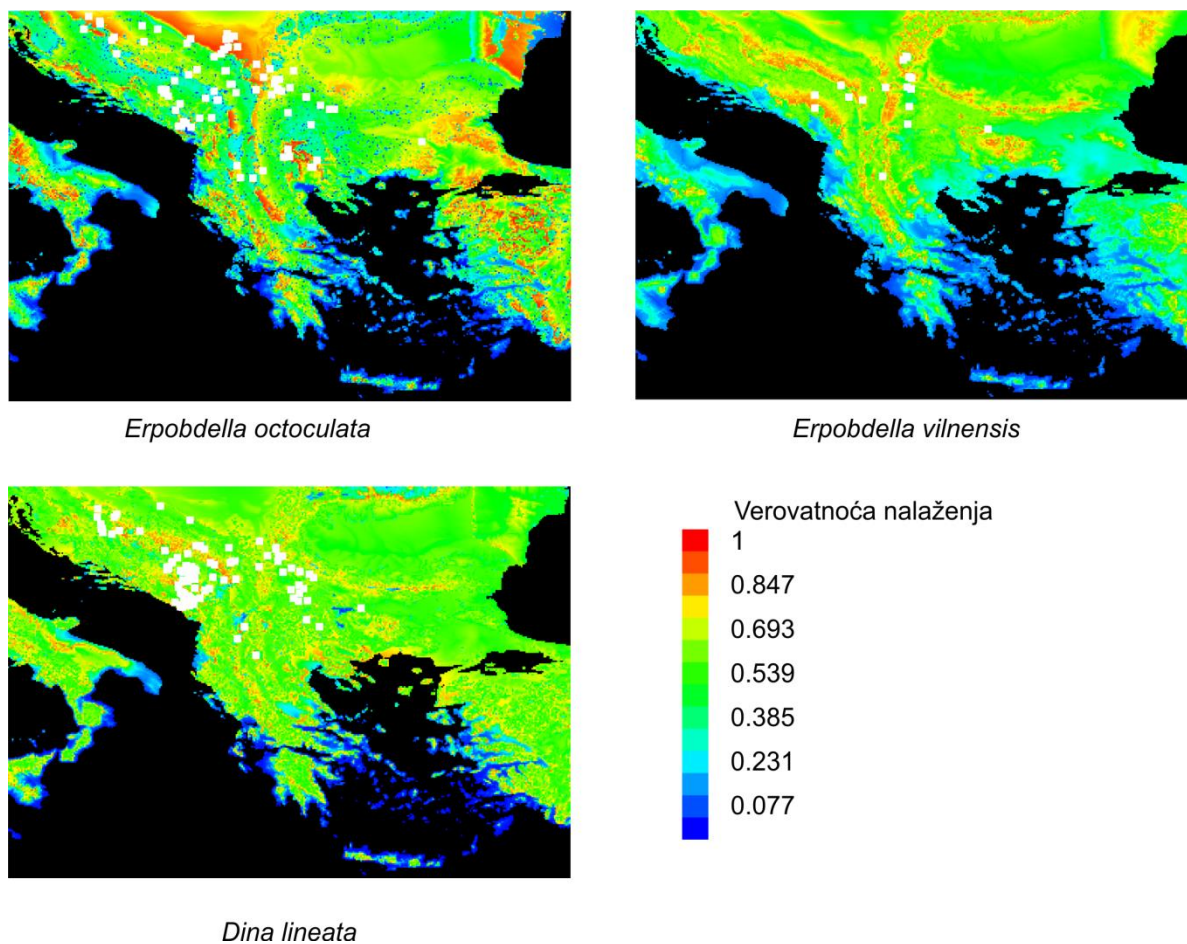 Erpobdella octoculata
Erpobdella vilnensis
Verovatnoća nalaženja
1
0.847
0.693
0.539
0.385
0.231
0.077
Dina lineata